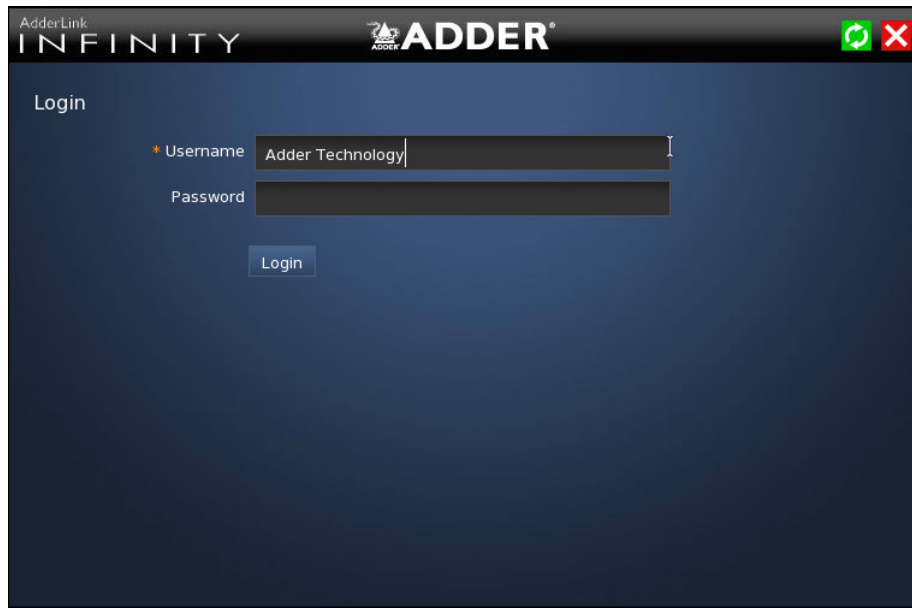 AdderLink
INFINITY
ADDER
ADDER®
Login
* Username
Adder Technology
Password
Login